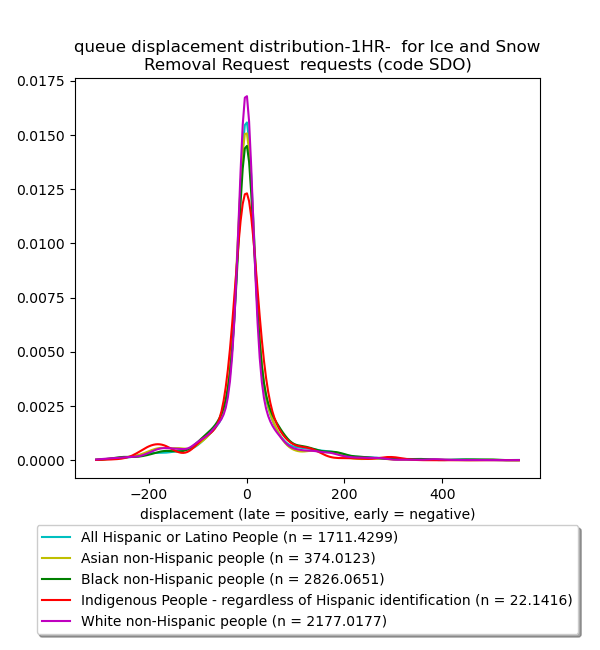 queue displacement distribution-1HR-  for Ice and Snow
Removal Request  requests (code SDO)
0.0175
0.0150
0.0125
0.0100
0.0075
0.0050
0.0025
0.0000
−200 0 200 400
displacement (late = positive, early = negative)
All Hispanic or Latino People (n = 1711.4299)
Asian non-Hispanic people (n = 374.0123)
Black non-Hispanic people (n = 2826.0651)
Indigenous People - regardless of Hispanic identification (n = 22.1416)
White non-Hispanic people (n = 2177.0177)